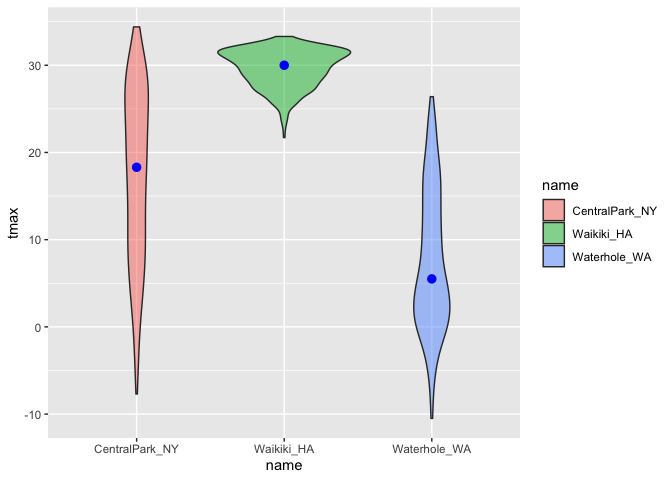 tmax
30
20
10
0
-10
CentralPark_NY
Waikiki_HA
Waterhole_WA
name
name
CentralPark_NY
Waikiki_HA
Waterhole_WA